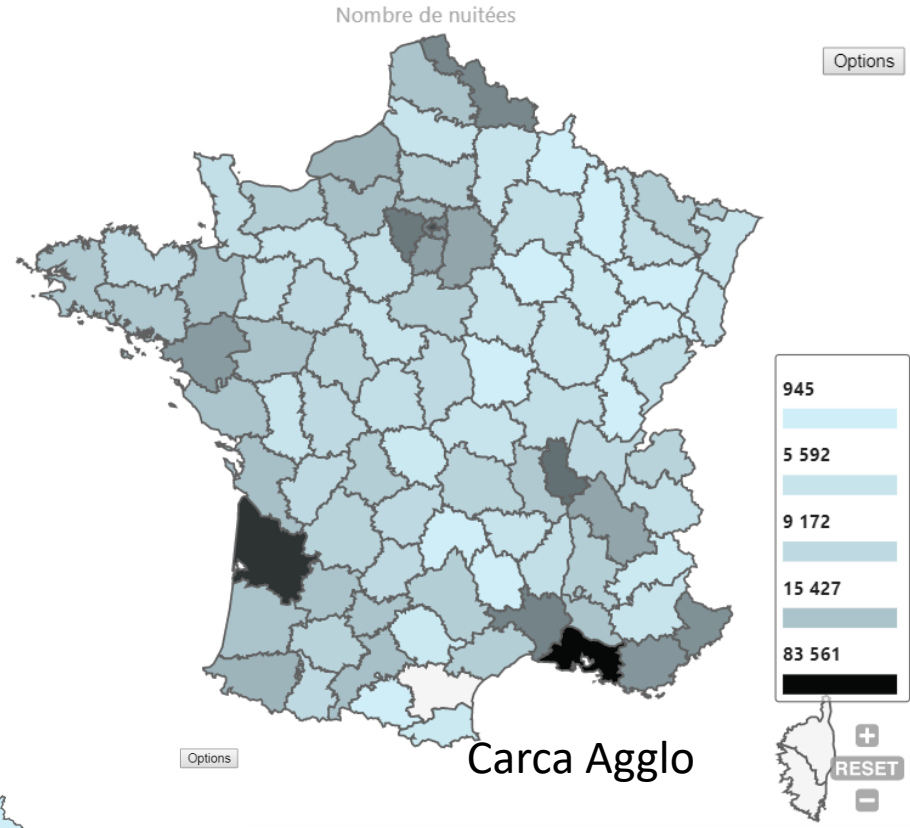 Nombre de nuitées
Options
945
5 592
9 172
15 427
83 561
Options
Carca Agglo
+
RESET
−